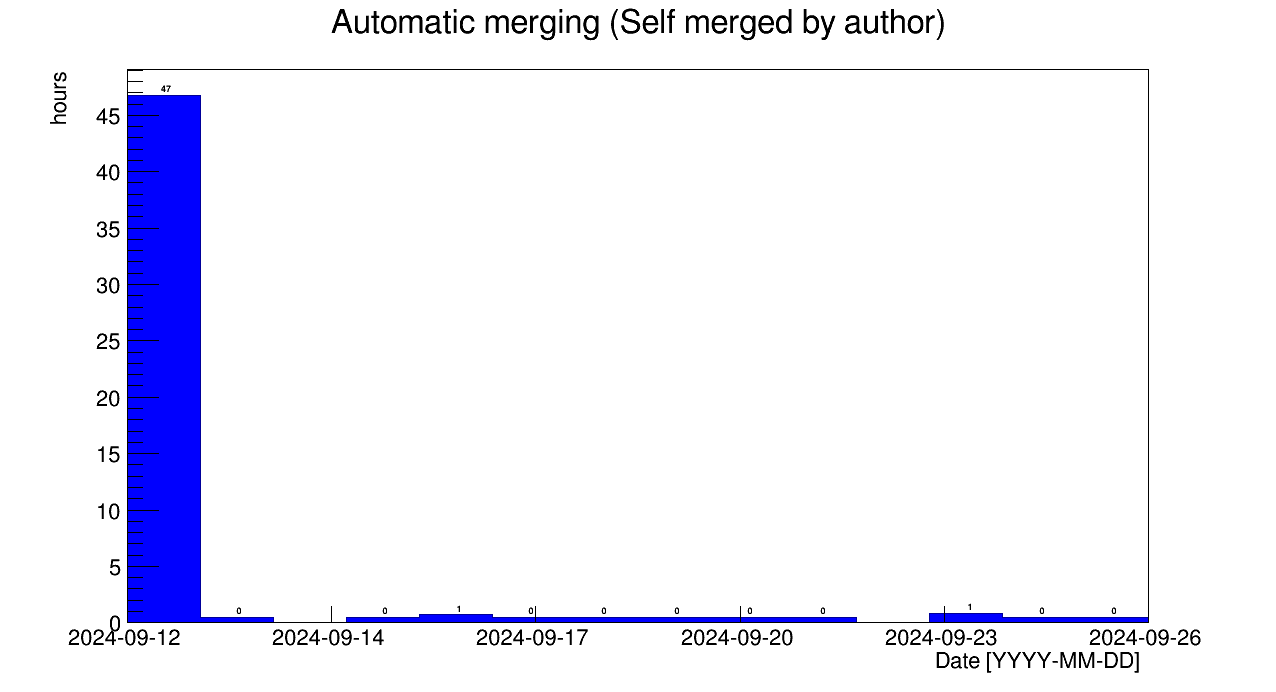 Automatic merging (Self merged by author)
hours
47
45
40
35
30
25
20
15
10
5
0
0 0 1 0 0 0 0 0 1 0 0
2024-09-12 2024-09-14 2024-09-17 2024-09-20 2024-09-23 2024-09-26
Date [YYYY-MM-DD]